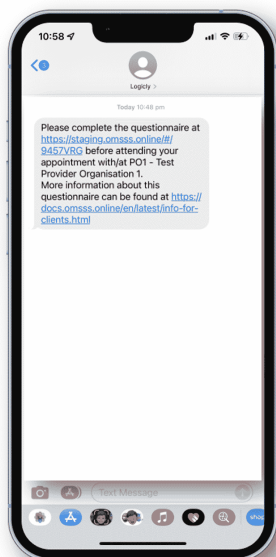 10:58
Logicly >
Today 10:48 pm
Please complete the questionnaire at
https://staging.omsss.online/#/
9457VRG before attending your
appointment with/at PO1 - Test
Provider Organisation 1.
More information about this
questionnaire can be found at https://
docs.omsss.online/en/latest/info-for-
clients.html
Text Message
shop